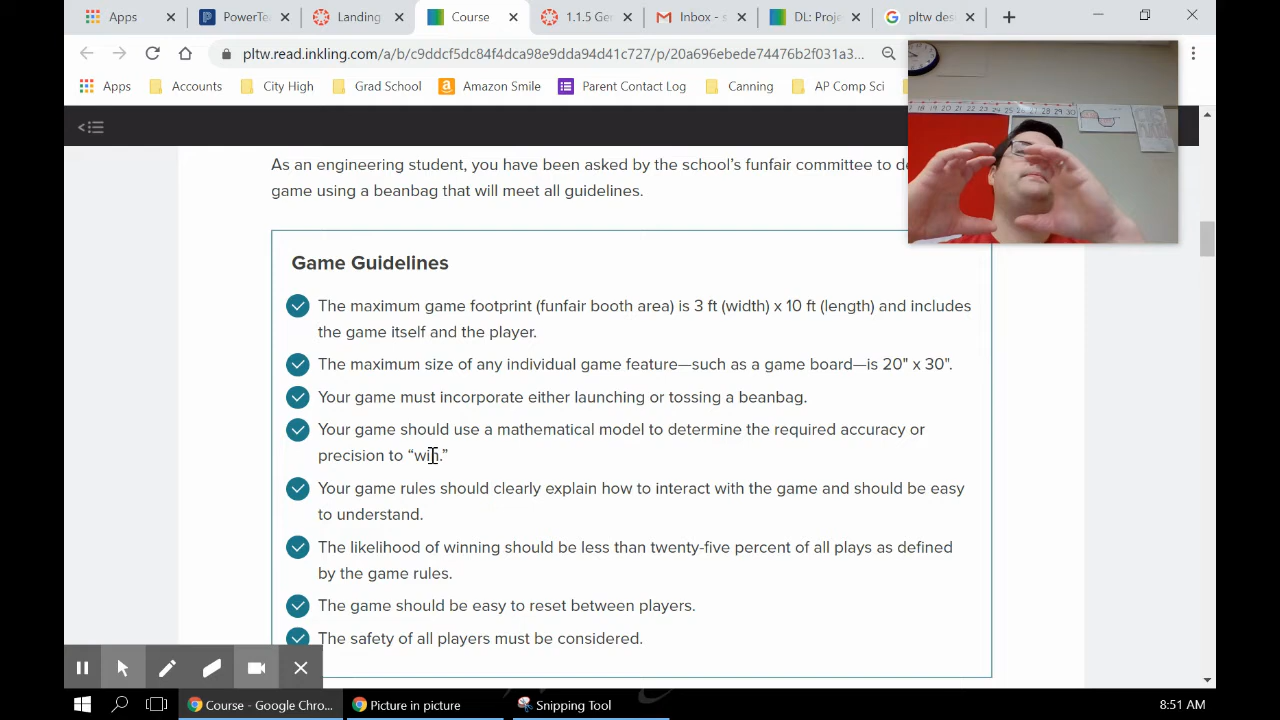 Apps
PowerTe
Landing
Course
1.1.5 Ger
Inbox - s
DL: Proje
pltw des
pltw.read.inkling.com/a/b/c9ddcf5dc84f4dca98e9dda94d41c727/p/20a696ebede74476b2f031a3...
Apps
Accounts
City High
Grad School
Amazon Smile
Parent Contact Log
Canning
AP Comp Sci
As an engineering student, you have been asked by the school's funfair committee to de
game using a beanbag that will meet all guidelines.
Game Guidelines
The maximum game footprint (funfair booth area) is 3 ft (width) x 10 ft (length) and includes
the game itself and the player.
The maximum size of any individual game feature—such as a game board—is 20" x 30".
Your game must incorporate either launching or tossing a beanbag.
Your game should use a mathematical model to determine the required accuracy or
precision to “win.”
Your game rules should clearly explain how to interact with the game and should be easy
to understand.
The likelihood of winning should be less than twenty-five percent of all plays as defined
by the game rules.
The game should be easy to reset between players.
The safety of all players must be considered.
Course - Google Chro...
Picture in picture
Snipping Tool
8:51 AM